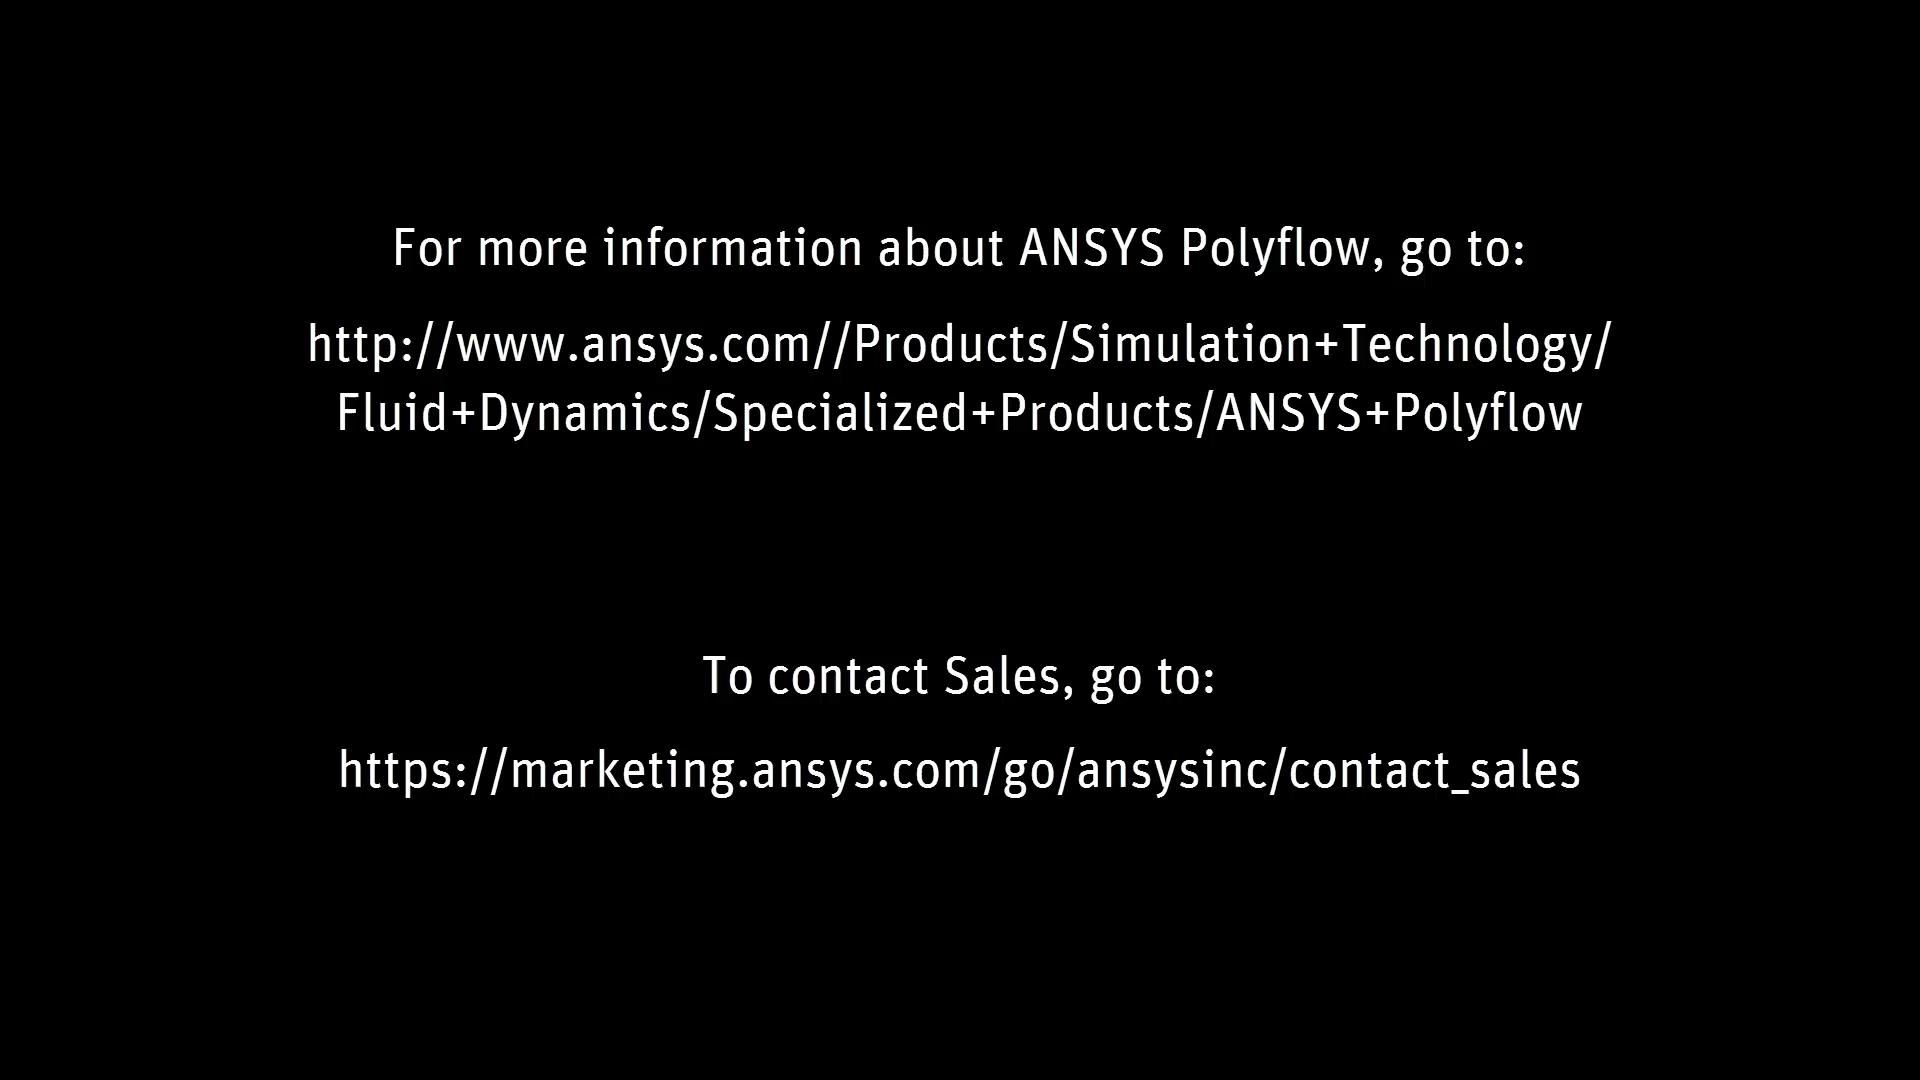 For more information about ANSYS Polyflow, go to:
http://www.ansys.com//Products/Simulation+Technology/
Fluid+Dynamics/Specialized+Products/ANSYS+Polyflow
To contact Sales, go to:
https://marketing.ansys.com/go/ansysinc/contact_sales